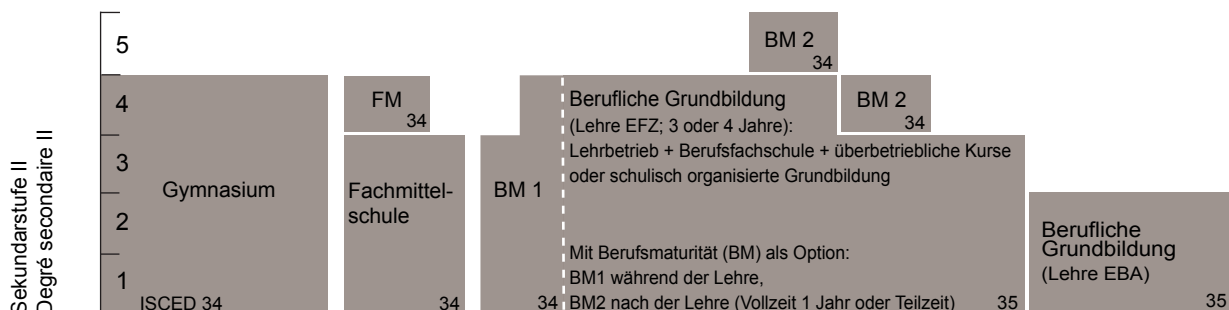 Sekundarstufe II
Degré secondaire II
5
4
3
2
1
Gymnasium
ISCED 34
FM
34
Fachmittel-
schule
34
BM 1
34
BM 2
34
BM 2
34
Berufliche Grundbildung
(Lehre EFZ; 3 oder 4 Jahre):
Lehrbetrieb + Berufsfachschule + überbetriebliche Kurse
oder schulisch organisierte Grundbildung
Mit Berufsmaturität (BM) als Option:
BM1 während der Lehre,
BM2 nach der Lehre (Vollzeit 1 Jahr oder Teilzeit)
35
Berufliche
Grundbildung
(Lehre EBA)
35